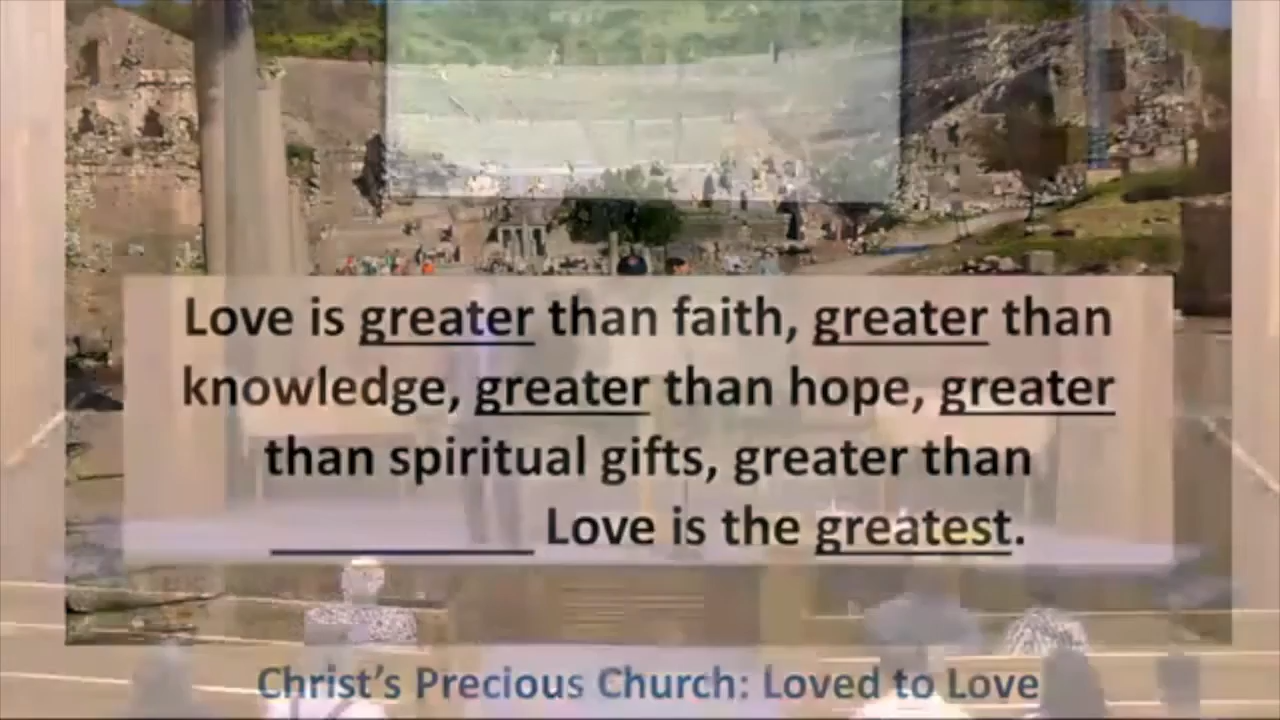 Love is greater than faith, greater than
knowledge, greater than hope, greater
than spiritual gifts, greater than
_____________ Love is the greatest.
Christ's Precious Church: Loved to Love